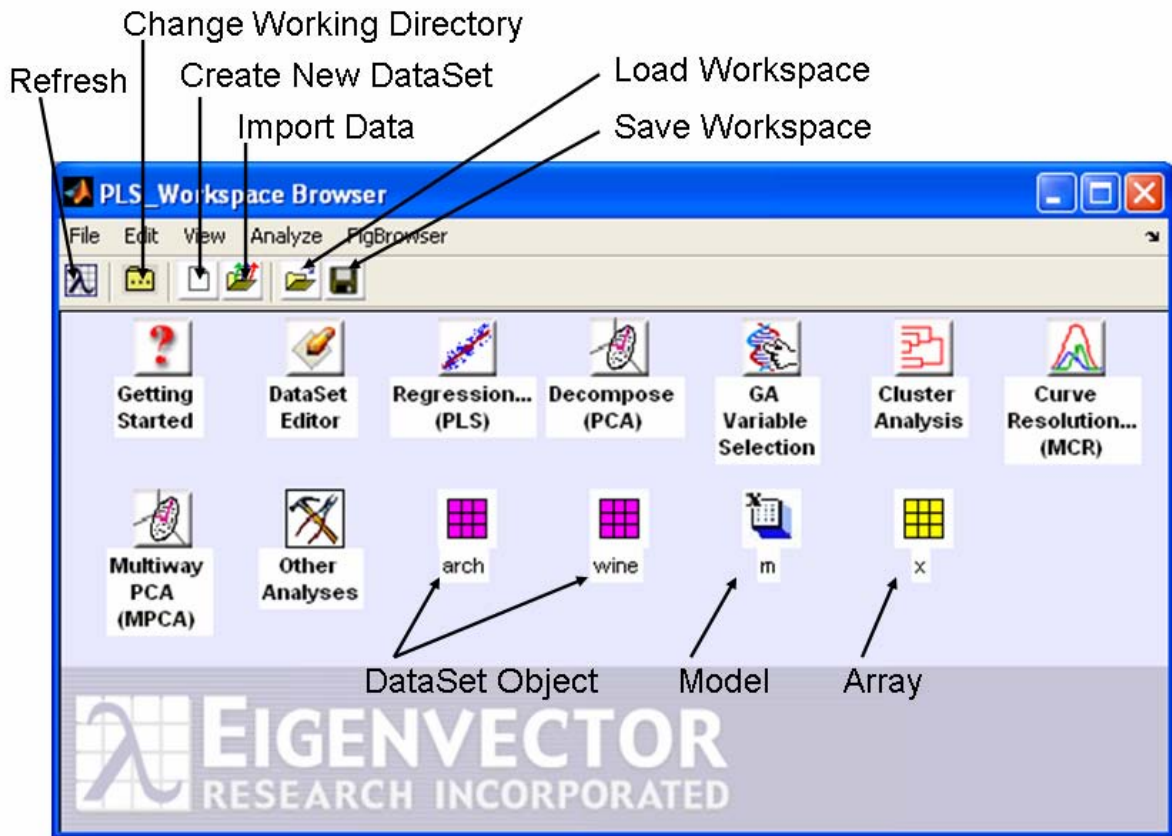 Change Working Directory
Refresh
Create New DataSet
Load Workspace
Import Data
Save Workspace
PLS_Workspace Browser
File Edit View Analyze FigBrowser
Getting
Started
DataSet
Editor
Regression...
(PLS)
Decompose
(PCA)
GA
Variable
Selection
Cluster
Analysis
Curve
Resolution...
(MCR)
Multiway
PCA
(MPCA)
Other
Analyses
arch
wine
m
x
DataSet Object
Model
Array
EIGENVECTOR
RESEARCH INCORPORATED